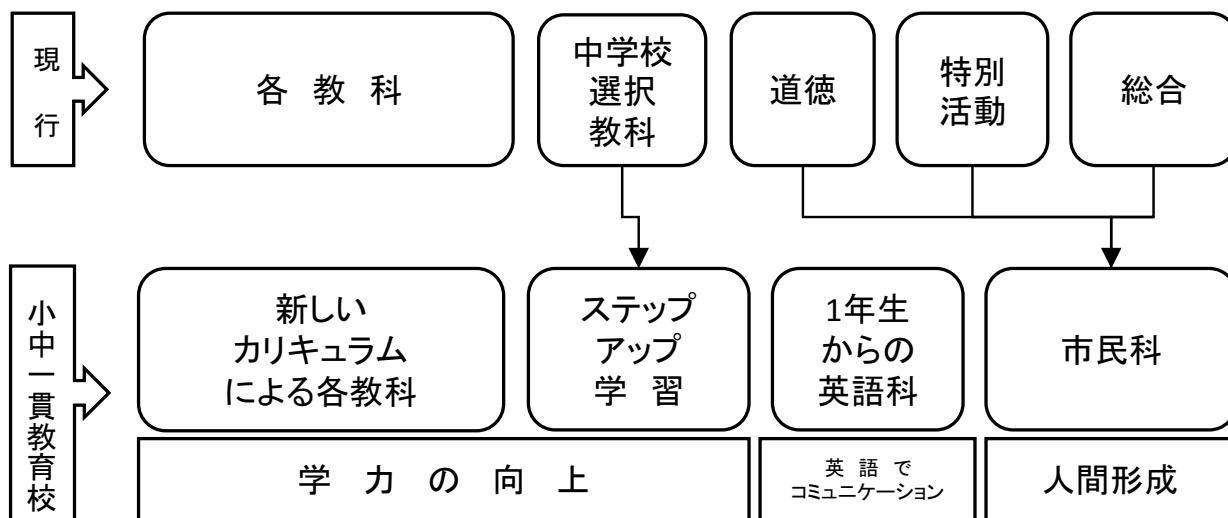 現
行
各教科
中学校
選択
教科
道徳
特別
活動
総合
小中一貫教育校
新しい
カリキュラム
による各教科
ステップ
アップ
学習
1年生
からの
英語科
市民科
学力の向上
英語で
コミュニケーション
人間形成